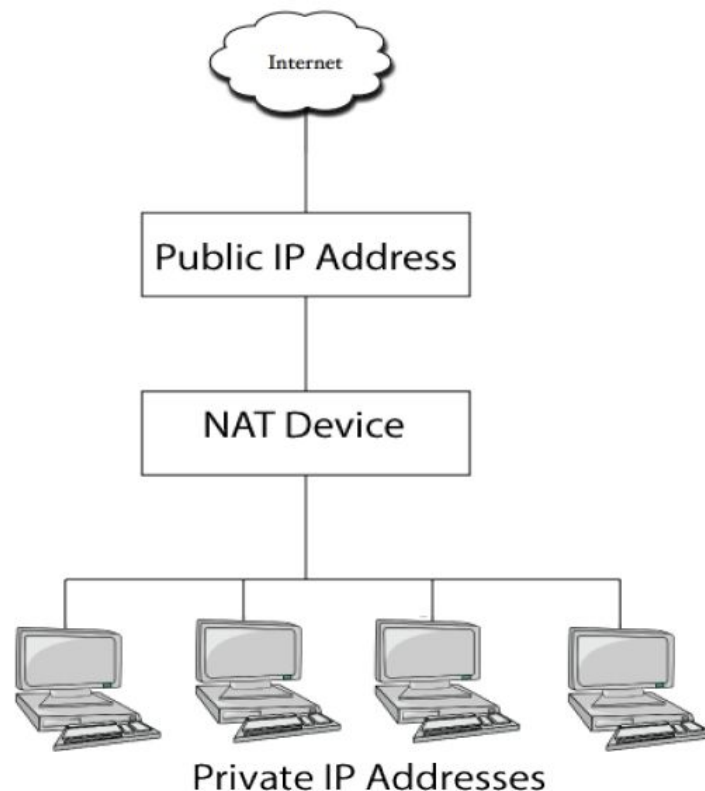 Internet
Public IP Address
NAT Device
Private IP Addresses